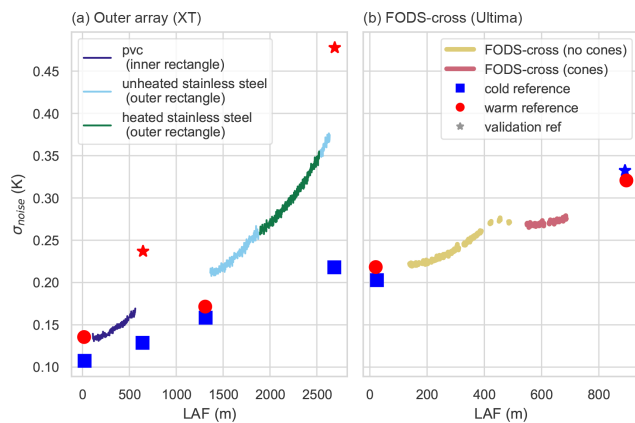 (a) Outer array (XT)
pvc
(inner rectangle)
unheated stainless steel
(outer rectangle)
heated stainless steel
(outer rectangle)
0.45
0.40
0.35
0.30
0.25
0.20
0.15
0.10
σnoise (K)
0
500
1000
1500
2000
2500
LAF (m)
(b) FODS-cross (Ultima)
FODS-cross (no cones)
FODS-cross (cones)
cold reference
warm reference
validation ref
0
200
400
600
800
LAF (m)